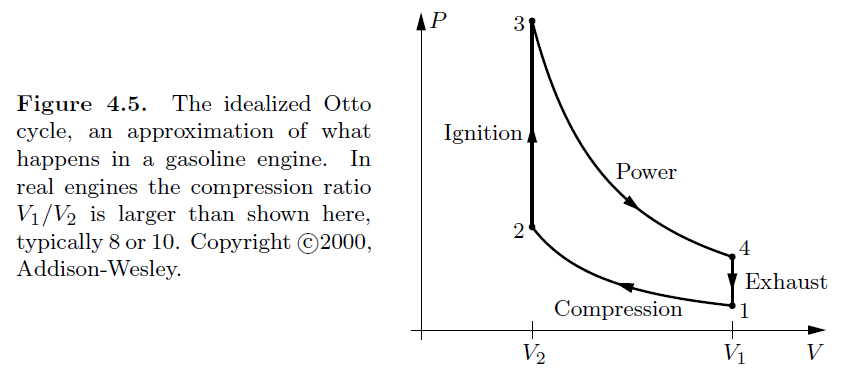 Figure 4.5. The idealized Otto
cycle, an approximation of what
happens in a gasoline engine. In
real engines the compression ratio
V₁/V₂ is larger than shown here,
typically 8 or 10. Copyright ©2000,
Addison-Wesley.
P
3
Ignition
Power
2
4
Exhaust
Compression
1
V₂
V₁
V